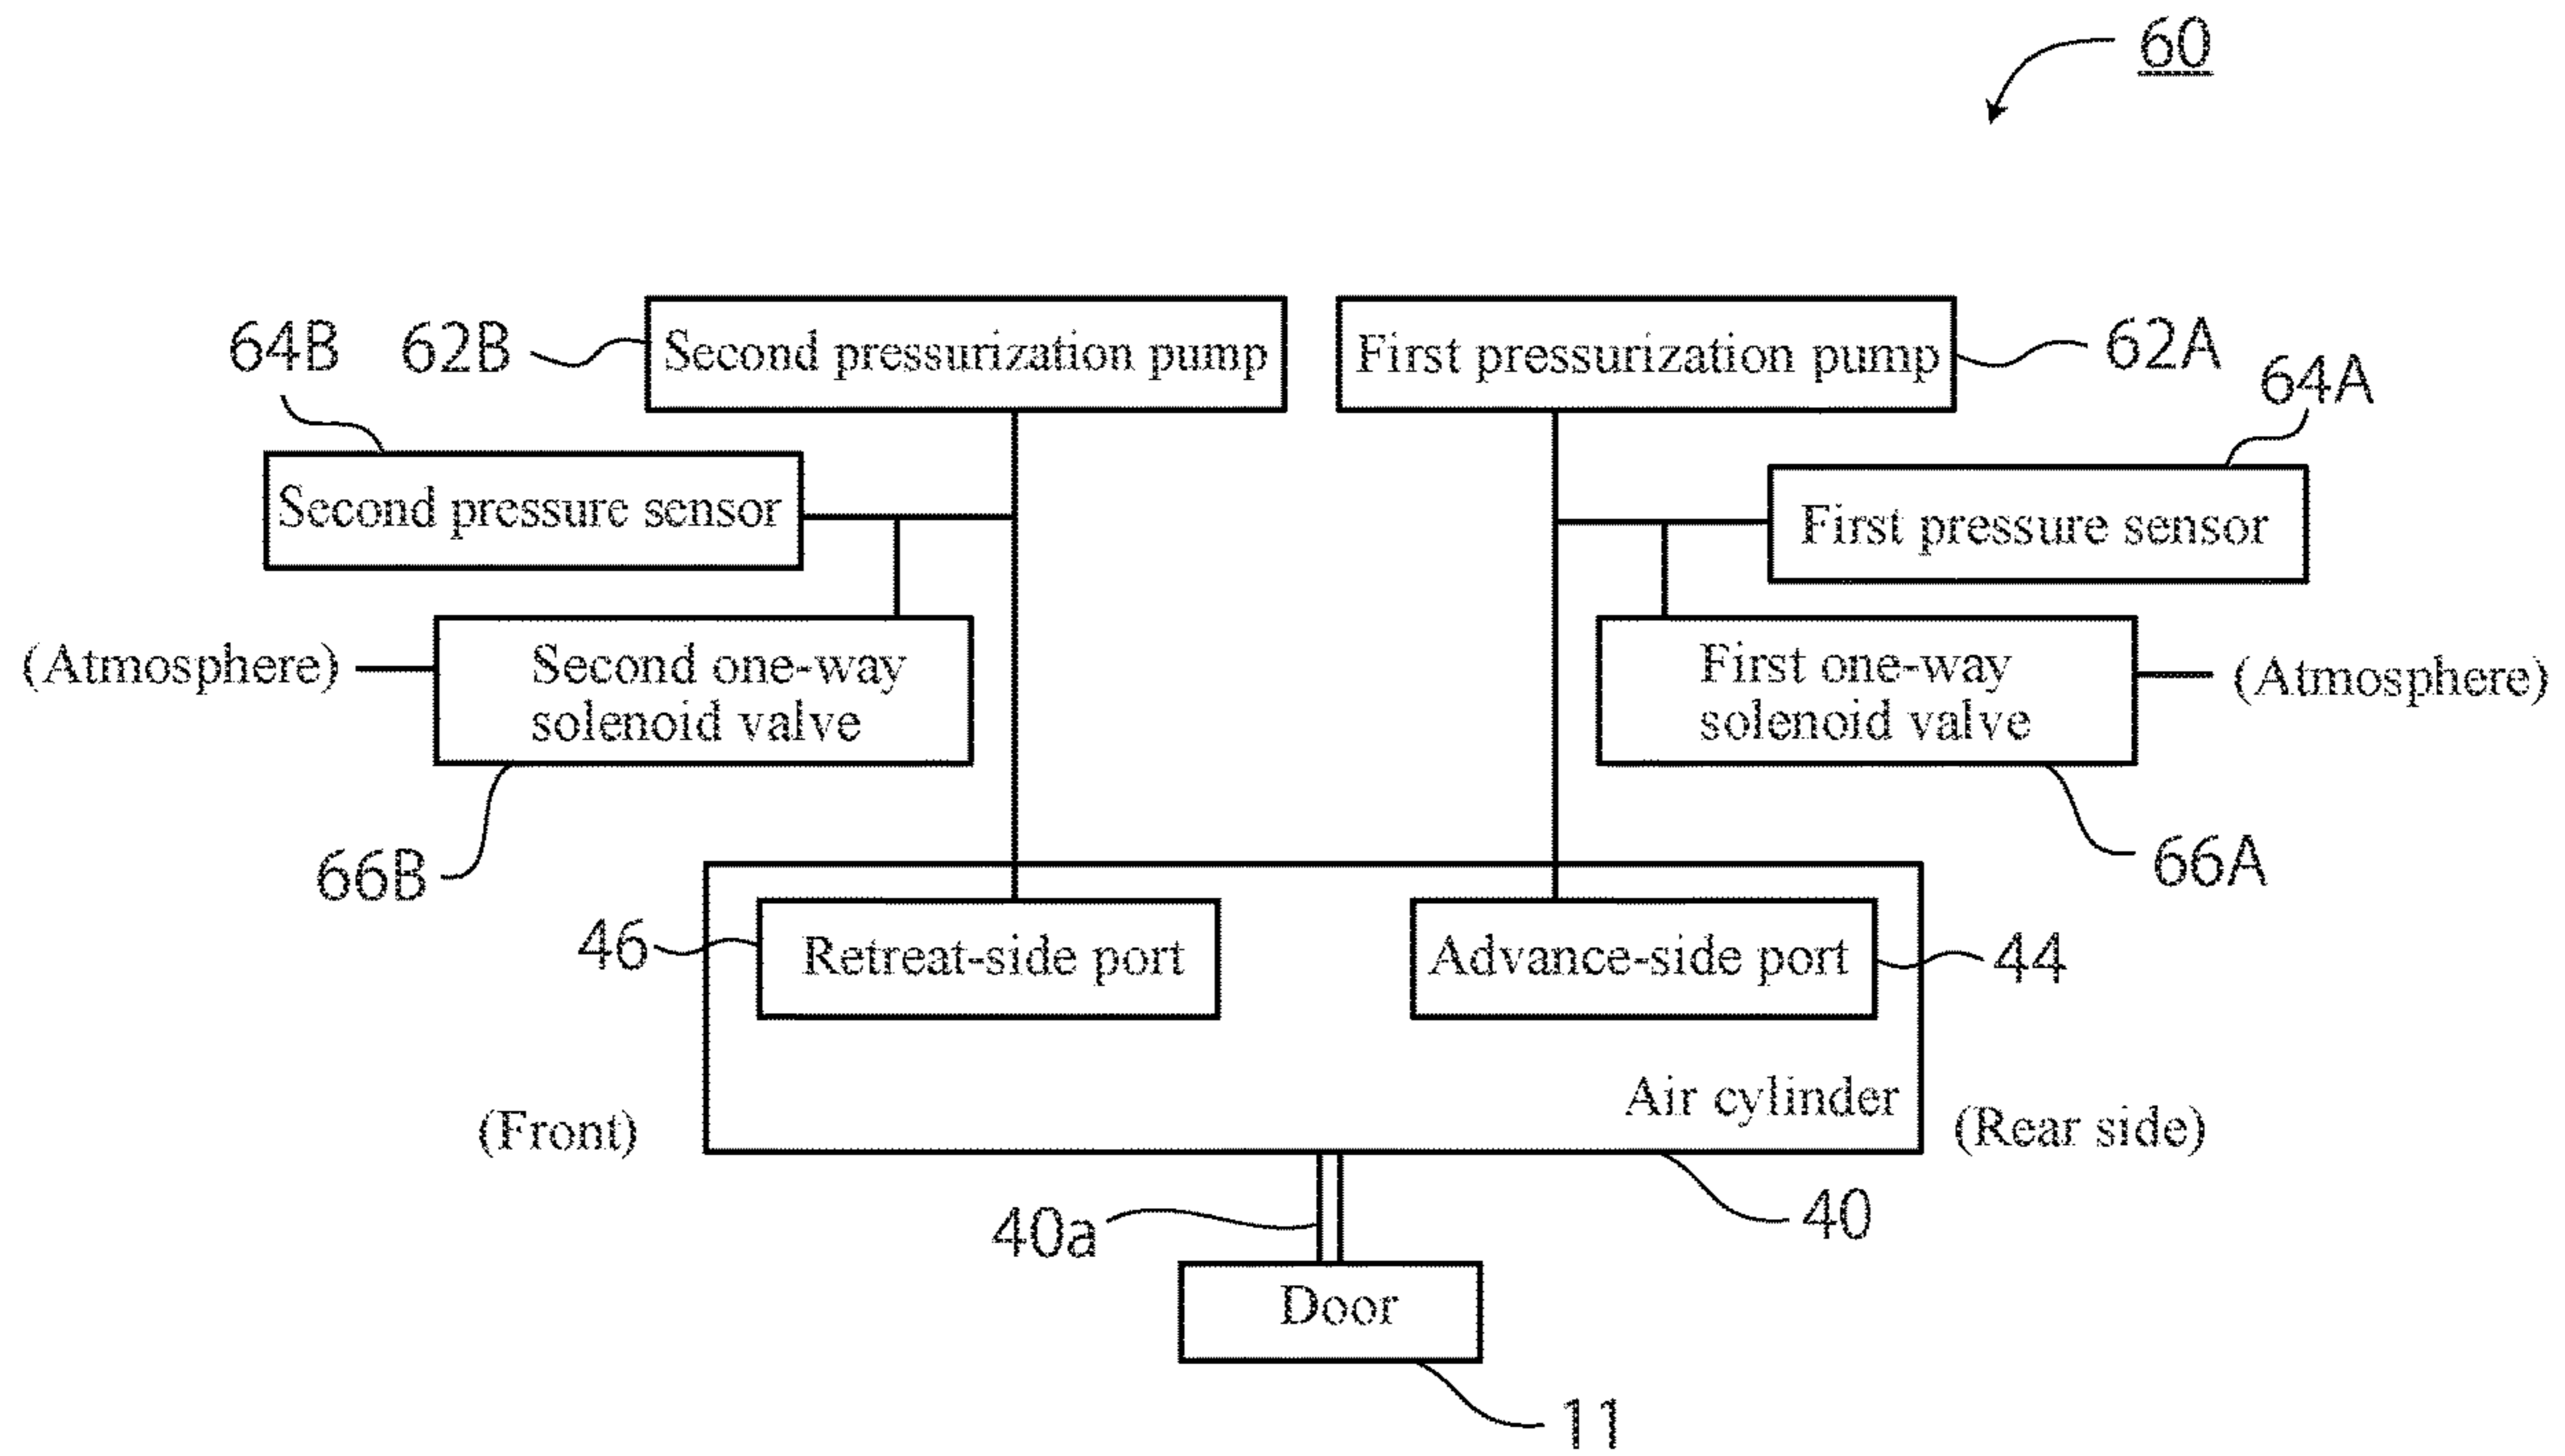 60
64B
62B
Second pressurization pump
First pressurization pump
62A
64A
Second pressure sensor
First pressure sensor
(Atmosphere)
Second one-way
solenoid valve
First one-way
solenoid valve
(Atmosphere)
66B
66A
46
Retreat-side port
Advance-side port
44
Air cylinder
(Front)
(Rear side)
40a
40
Door
11